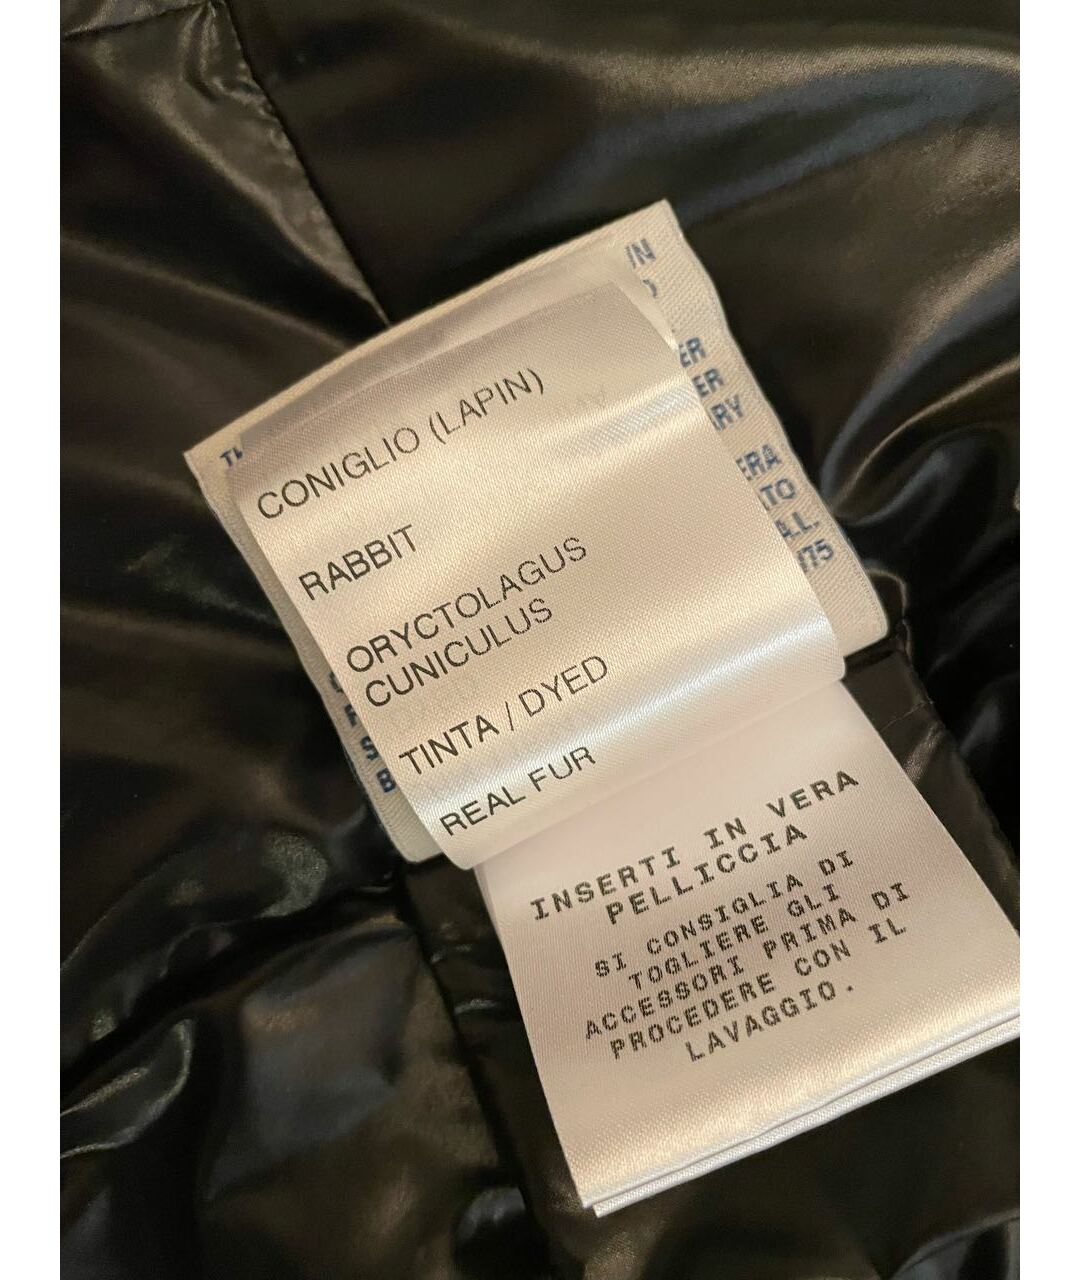 CONIGLIO (LAPIN)
RABBIT
ORYCTOLAGUS
CUNICULUS
TINTA / DYED
REAL FUR
INSERTI IN VERA
PELLICCIA
SI CONSIGLIA DI
TOGLIERE GLI
ACCESSORI PRIMA DI
PROCEDERE CON IL
LAVAGGIO.